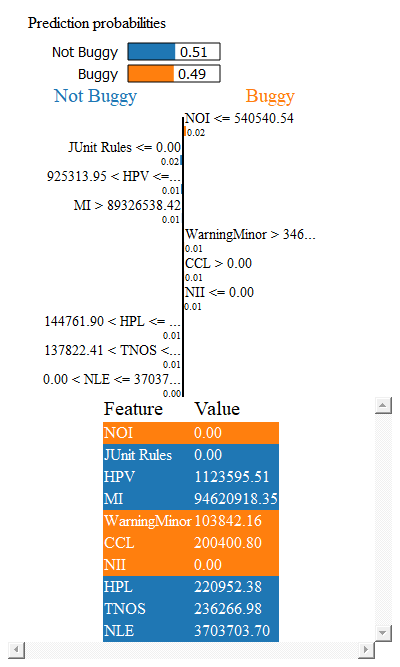 Prediction probabilities
Not Buggy 0.51
Buggy 0.49
Not Buggy Buggy
NOI <= 540540.54
0.02
JUnit Rules <= 0.00
0.02
925313.95 < HPV <=...
0.01
MI > 89326538.42
0.01
WarningMinor > 346...
0.01
CCL > 0.00
0.01
NII <= 0.00
0.01
144761.90 < HPL <= ...
0.01
137822.41 < TNOS <...
0.01
0.00 < NLE <= 37037...
0.00
Feature Value
NOI 0.00
JUnit Rules 0.00
HPV 1123595.51
MI 94620918.35
WarningMinor 103842.16
CCL 200400.80
NII 0.00
HPL 220952.38
TNOS 236266.98
NLE 3703703.70